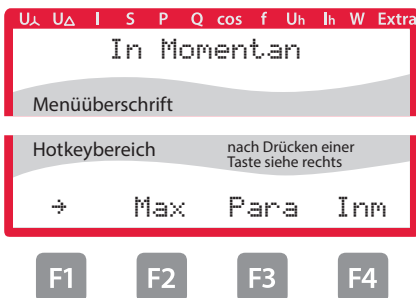 U⅄ U△ I S P Q cos f Uh Ih W Extra
In Momentan
Menüüberschrift
Hotkeybereich nach Drücken einer
Taste siehe rechts
→ Max Para Inm
F1 F2 F3 F4